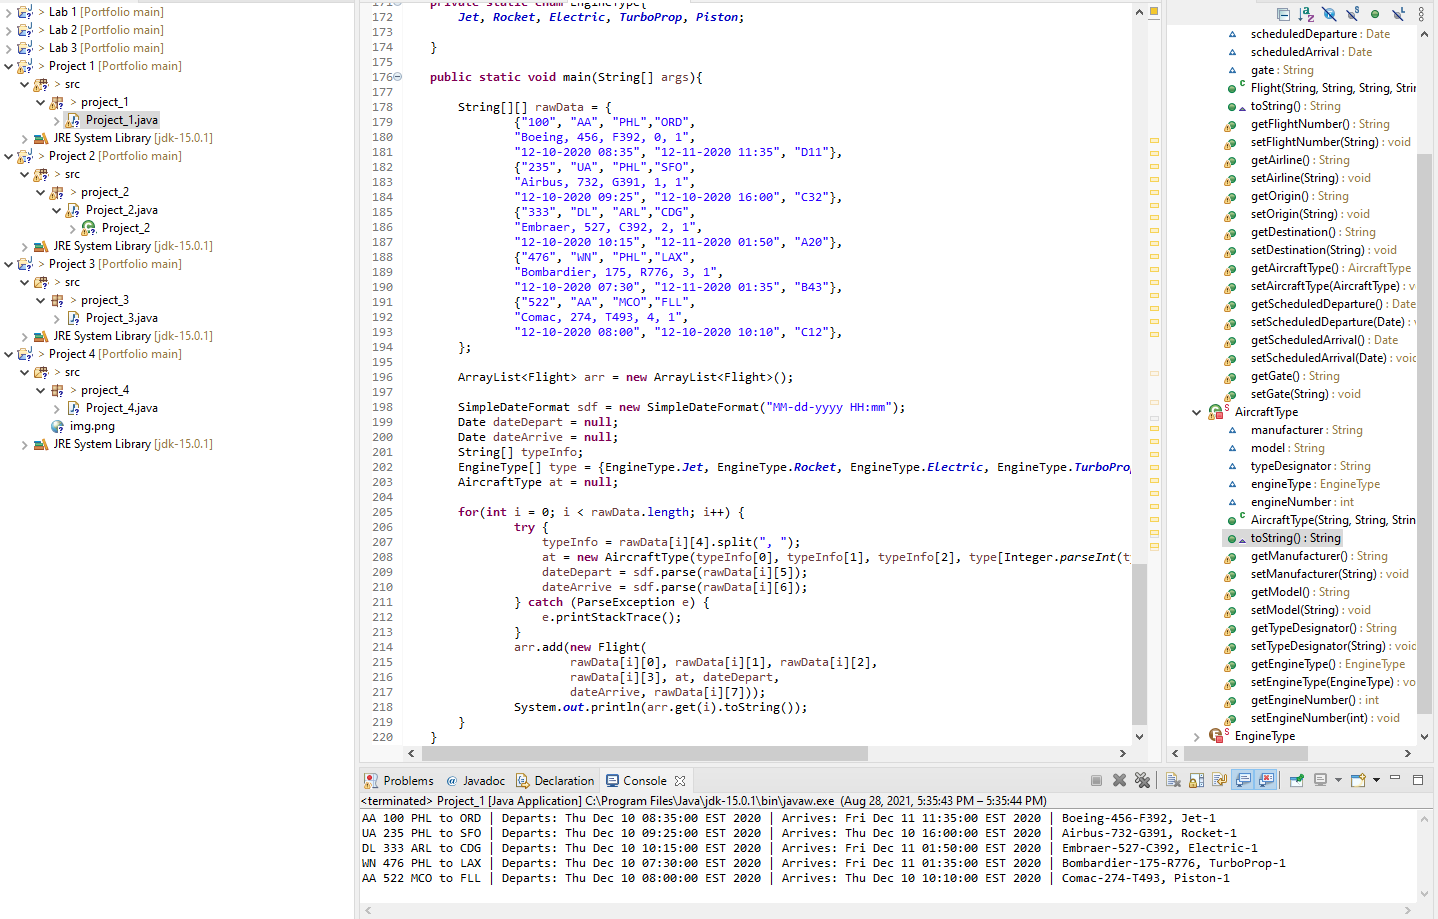 > Lab 1 [Portfolio main]
> Lab 2 [Portfolio main]
> Lab 3 [Portfolio main]
> Project 1 [Portfolio main]
> src
> project_1
Project_1.java
JRE System Library [jdk-15.0.1]
> Project 2 [Portfolio main]
> src
> project_2
Project_2.java
Project_2
JRE System Library [jdk-15.0.1]
> Project 3 [Portfolio main]
> src
> project_3
Project_3.java
JRE System Library [jdk-15.0.1]
> Project 4 [Portfolio main]
> src
> project_4
Project_4.java
img.png
JRE System Library [jdk-15.0.1]
171 private static enum EngineType{
172 Jet, Rocket, Electric, TurboProp, Piston;
173
174 }
175
176 public static void main(String[] args){
177
178 String[][] rawData = {
179 {"100", "AA", "PHL","ORD",
180 "Boeing, 456, F392, 0, 1",
181 "12-10-2020 08:35", "12-11-2020 11:35", "D11"},
182 {"235", "UA", "PHL","SFO",
183 "Airbus, 732, G391, 1, 1",
184 "12-10-2020 09:25", "12-10-2020 16:00", "C32"},
185 {"333", "DL", "ARL","CDG",
186 "Embraer, 527, C392, 2, 1",
187 "12-10-2020 10:15", "12-11-2020 01:50", "A20"},
188 {"476", "WN", "PHL","LAX",
189 "Bombardier, 175, R776, 3, 1",
190 "12-10-2020 07:30", "12-11-2020 01:35", "B43"},
191 {"522", "AA", "MCO","FLL",
192 "Comac, 274, T493, 4, 1",
193 "12-10-2020 08:00", "12-10-2020 10:10", "C12"},
194 };
195
196 ArrayList<Flight> arr = new ArrayList<Flight>();
197
198 SimpleDateFormat sdf = new SimpleDateFormat("MM-dd-yyyy HH:mm");
199 Date dateDepart = null;
200 Date dateArrive = null;
201 String[] typeInfo;
202 EngineType[] type = {EngineType.Jet, EngineType.Rocket, EngineType.Electric, EngineType.TurboProp
203 AircraftType at = null;
204
205 for(int i = 0; i < rawData.length; i++) {
206 try {
207 typeInfo = rawData[i][4].split(", ");
208 at = new AircraftType(typeInfo[0], typeInfo[1], typeInfo[2], type[Integer.parseInt(t
209 dateDepart = sdf.parse(rawData[i][5]);
210 dateArrive = sdf.parse(rawData[i][6]);
211 } catch (ParseException e) {
212 e.printStackTrace();
213 }
214 arr.add(new Flight(
215 rawData[i][0], rawData[i][1], rawData[i][2],
216 rawData[i][3], at, dateDepart,
217 dateArrive, rawData[i][7]));
218 System.out.println(arr.get(i).toString());
219 }
220 }
scheduledDeparture : Date
scheduledArrival : Date
gate : String
Flight(String, String, String, Strin
toString() : String
getFlightNumber() : String
setFlightNumber(String) : void
getAirline() : String
setAirline(String) : void
getOrigin() : String
setOrigin(String) : void
getDestination() : String
setDestination(String) : void
getAircraftType() : AircraftType
setAircraftType(AircraftType) : v
getScheduledDeparture() : Date
setScheduledDeparture(Date) :
getScheduledArrival() : Date
setScheduledArrival(Date) : voi
getGate() : String
setGate(String) : void
AircraftType
manufacturer : String
model : String
typeDesignator : String
engineType : EngineType
engineNumber : int
AircraftType(String, String, Strin
toString() : String
getManufacturer() : String
setManufacturer(String) : void
getModel() : String
setModel(String) : void
getTypeDesignator() : String
setTypeDesignator(String) : voi
getEngineType() : EngineType
setEngineType(EngineType) : vo
getEngineNumber() : int
setEngineNumber(int) : void
EngineType
Problems @ Javadoc Declaration Console
<terminated> Project_1 [Java Application] C:\Program Files\Java\jdk-15.0.1\bin\javaw.exe (Aug 28, 2021, 5:35:43 PM – 5:35:44 PM)
AA 100 PHL to ORD | Departs: Thu Dec 10 08:35:00 EST 2020 | Arrives: Fri Dec 11 11:35:00 EST 2020 | Boeing-456-F392, Jet-1
UA 235 PHL to SFO | Departs: Thu Dec 10 09:25:00 EST 2020 | Arrives: Thu Dec 10 16:00:00 EST 2020 | Airbus-732-G391, Rocket-1
DL 333 ARL to CDG | Departs: Thu Dec 10 10:15:00 EST 2020 | Arrives: Fri Dec 11 01:50:00 EST 2020 | Embraer-527-C392, Electric-1
WN 476 PHL to LAX | Departs: Thu Dec 10 07:30:00 EST 2020 | Arrives: Fri Dec 11 01:35:00 EST 2020 | Bombardier-175-R776, TurboProp-1
AA 522 MCO to FLL | Departs: Thu Dec 10 08:00:00 EST 2020 | Arrives: Thu Dec 10 10:10:00 EST 2020 | Comac-274-T493, Piston-1